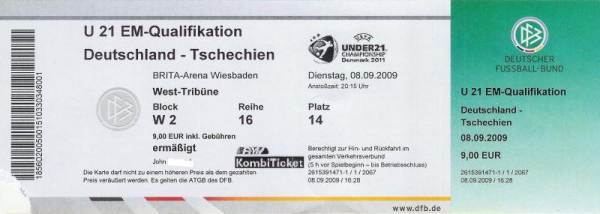 U 21 EM-Qualifikation
Deutschland - Tschechien
UEFA
UNDER21
CHAMPIONSHIP
Denmark 2011
BRITA-Arena Wiesbaden
Dienstag, 08.09.2009
West-Tribüne
Anstoßzeit: 20:15 Uhr
Block Reihe Platz
W 2 16 14
9,00 EUR inkl. Gebühren
ermäßigt
John
KombiTicket
Berechtigt zur Hin- und Rückfahrt im
gesamten Verkehrsverbund
(5 h vor Spielbeginn – bis Betriebsschluss)
Die Karte darf nicht zu einem höheren Preis als dem gezahlten
Preis veräußert werden. Es gelten die ATGB des DFB.
2615391471-1 / 1 / 2067
08.09.2009 / 16:28
www.dfb.de
185602005001510330348001
DFB
DEUTSCHER
FUSSBALL-BUND
U 21 EM-Qualifikation
Deutschland -
Tschechien
08.09.2009
9,00 EUR
2615391471-1 / 1 / 2067
08.09.2009 / 16:28